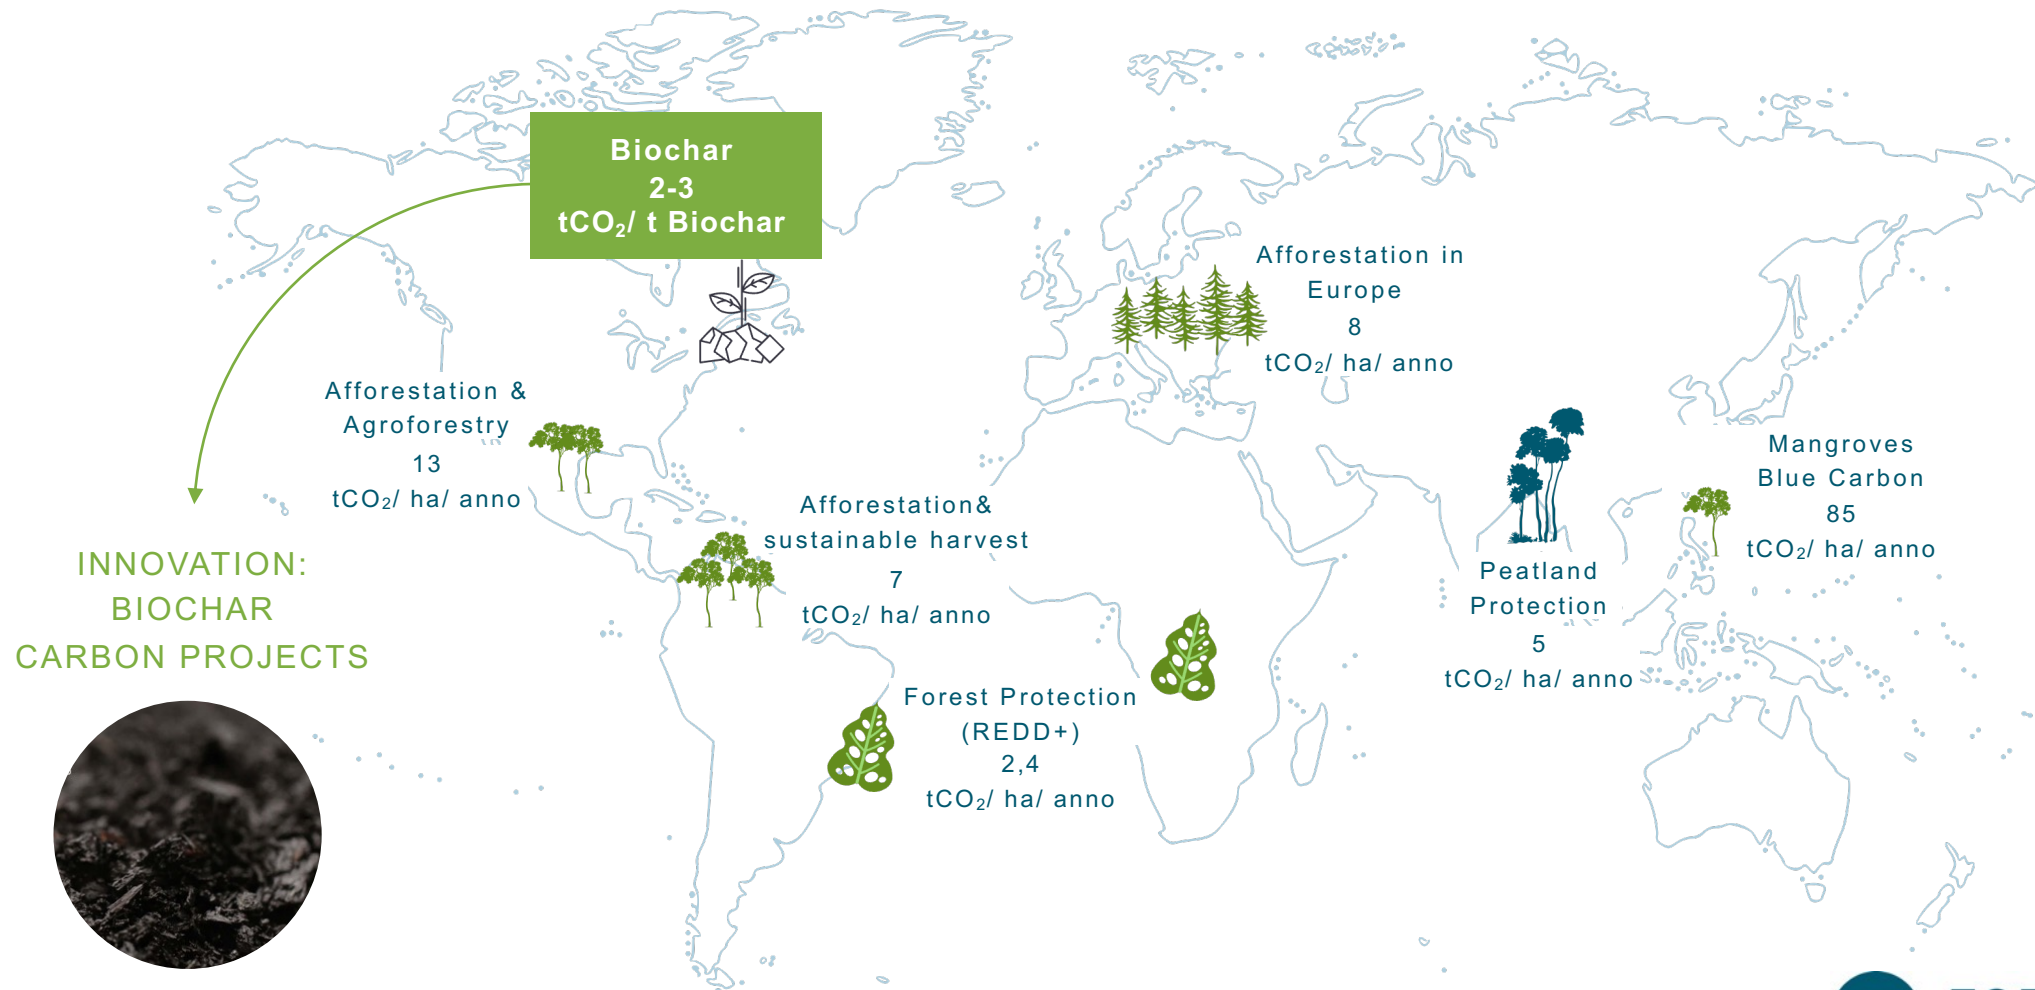 Biochar
2-3
tCO₂/ t Biochar
Afforestation in
Europe
8
tCO₂/ ha/ anno
Afforestation &
Agroforestry
13
tCO₂/ ha/ anno
Mangroves
Blue Carbon
85
tCO₂/ ha/ anno
Afforestation&
sustainable harvest
7
tCO₂/ ha/ anno
INNOVATION:
BIOCHAR
CARBON PROJECTS
Peatland
Protection
5
tCO₂/ ha/ anno
Forest Protection
(REDD+)
2,4
tCO₂/ ha/ anno